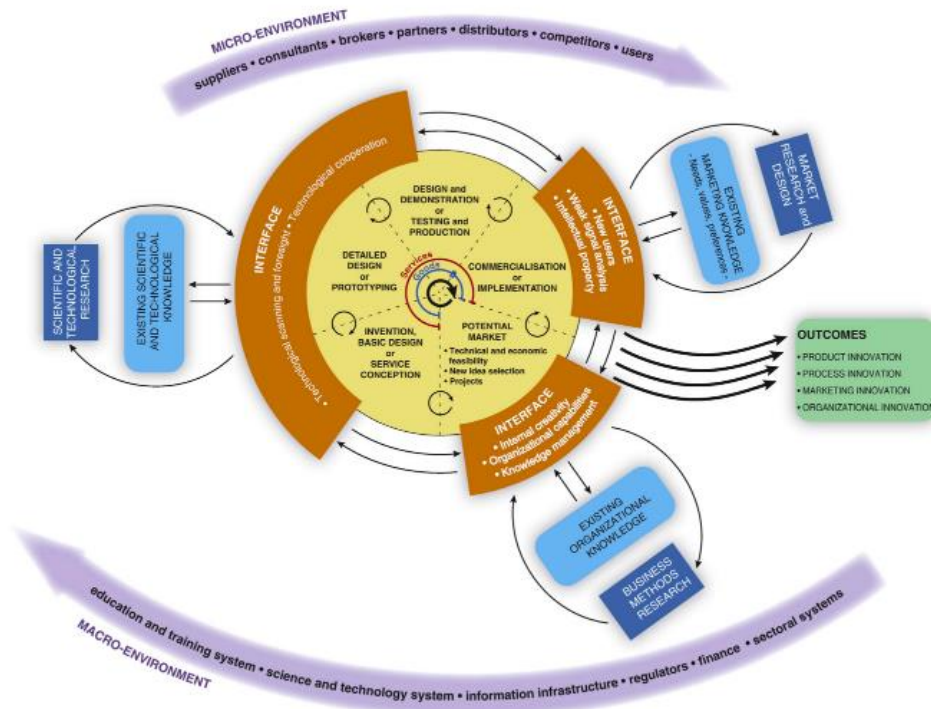 MICRO-ENVIRONMENT
suppliers • consultants • brokers • partners • distributors • competitors • users
INTERFACE
• Technological scanning and foresight • Technological cooperation
SCIENTIFIC AND
TECHNOLOGICAL
RESEARCH
EXISTING SCIENTIFIC
AND TECHNOLOGICAL
KNOWLEDGE
DESIGN and
DEMONSTRATION
or
TESTING and
PRODUCTION
DETAILED
DESIGN or
PROTOTYPING
Services
Goods
COMMERCIALISATION
or
IMPLEMENTATION
INVENTION,
BASIC DESIGN
or
SERVICE
CONCEPTION
POTENTIAL
MARKET
• Technical and economic
feasibility
• New idea selection
• Projects
INTERFACE
• New users
• Weak signal analysis
• Intellectual property
EXISTING
MARKETING KNOWLEDGE
- Needs, values, preferences -
MARKET
RESEARCH and
DESIGN
INTERFACE
• Internal creativity
• Organizational capabilities
• Knowledge management
EXISTING
ORGANIZATIONAL
KNOWLEDGE
BUSINESS
METHODS
RESEARCH
OUTCOMES
• PRODUCT INNOVATION
• PROCESS INNOVATION
• MARKETING INNOVATION
• ORGANIZATIONAL INNOVATION
education and training system • science and technology system • information infrastructure • regulators • finance • sectoral systems
MACRO-ENVIRONMENT